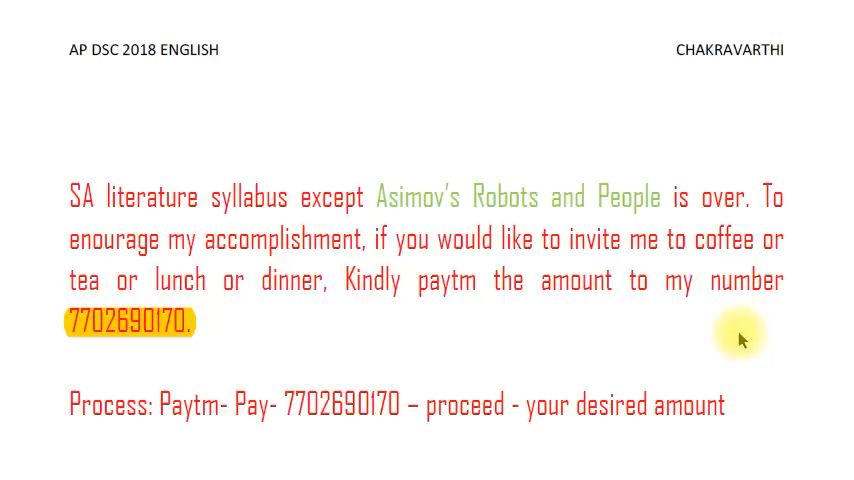 AP DSC 2018 ENGLISH CHAKRAVARTHI
SA literature syllabus except Asimov's Robots and People is over. To
enourage my accomplishment, if you would like to invite me to coffee or
tea or lunch or dinner, Kindly paytm the amount to my number
7702690170.
Process: Paytm- Pay- 7702690170 – proceed - your desired amount